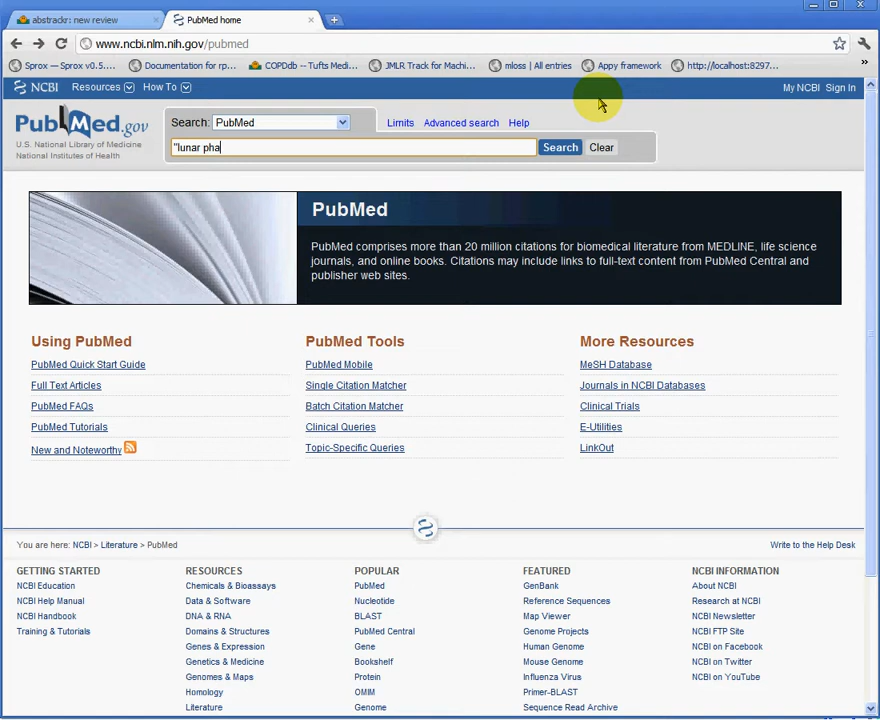 abstrackr: new review
PubMed home
www.ncbi.nlm.nih.gov/pubmed
Sprox — Sprox v0.5....
Documentation for rp...
COPDdb — Tufts Medi...
JMLR Track for Machi...
mloss | All entries
Appy framework
http://localhost:8297...
»
NCBI Resources How To
My NCBI Sign In
PubMed.gov
U.S. National Library of Medicine
National Institutes of Health
Search: PubMed
Limits Advanced search Help
"lunar pha
Search Clear
PubMed
PubMed comprises more than 20 million citations for biomedical literature from MEDLINE, life science
journals, and online books. Citations may include links to full-text content from PubMed Central and
publisher web sites.
Using PubMed
PubMed Quick Start Guide
Full Text Articles
PubMed FAQs
PubMed Tutorials
New and Noteworthy
PubMed Tools
PubMed Mobile
Single Citation Matcher
Batch Citation Matcher
Clinical Queries
Topic-Specific Queries
More Resources
MeSH Database
Journals in NCBI Databases
Clinical Trials
E-Utilities
LinkOut
You are here: NCBI > Literature > PubMed
Write to the Help Desk
GETTING STARTED
NCBI Education
NCBI Help Manual
NCBI Handbook
Training & Tutorials
RESOURCES
Chemicals & Bioassays
Data & Software
DNA & RNA
Domains & Structures
Genes & Expression
Genetics & Medicine
Genomes & Maps
Homology
Literature
POPULAR
PubMed
Nucleotide
BLAST
PubMed Central
Gene
Bookshelf
Protein
OMIM
Genome
FEATURED
GenBank
Reference Sequences
Map Viewer
Genome Projects
Human Genome
Mouse Genome
Influenza Virus
Primer-BLAST
Sequence Read Archive
NCBI INFORMATION
About NCBI
Research at NCBI
NCBI Newsletter
NCBI FTP Site
NCBI on Facebook
NCBI on Twitter
NCBI on YouTube